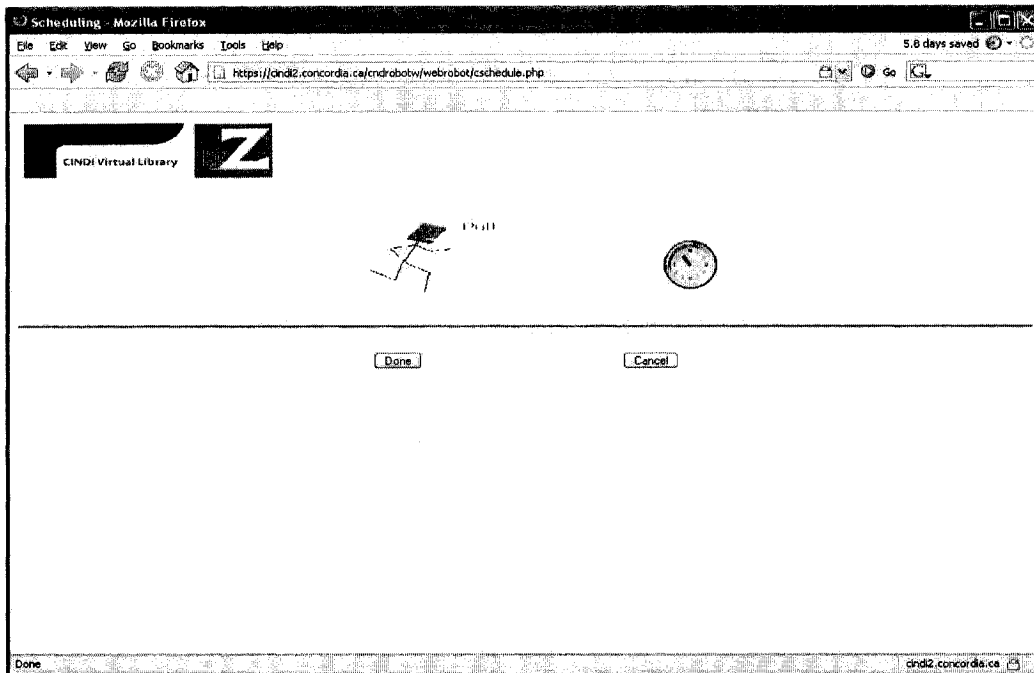 Scheduling - Mozilla Firefox
File Edit View Go Bookmarks Tools Help
5.8 days saved
https://cindi2.concordia.ca/cndrobotw/webrobot/cschedule.php
Go
CINDI Virtual Library
Z
Done
Cancel
Done
cindi2.concordia.ca